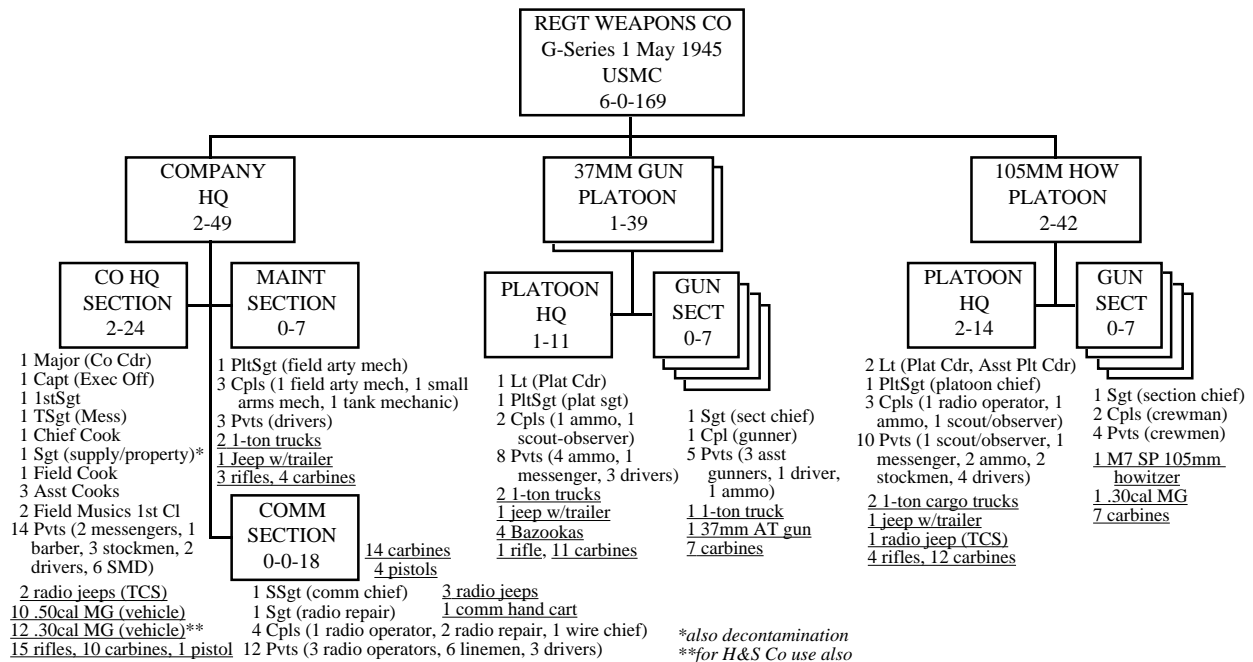 REGT WEAPONS CO
G-Series 1 May 1945
USMC
6-0-169
COMPANY
HQ
2-49
37MM GUN
PLATOON
1-39
105MM HOW
PLATOON
2-42
CO HQ
SECTION
2-24
MAINT
SECTION
0-7
PLATOON
HQ
1-11
GUN
SECT
0-7
PLATOON
HQ
2-14
GUN
SECT
0-7
1 Major (Co Cdr)
1 Capt (Exec Off)
1 1stSgt
1 TSgt (Mess)
1 Chief Cook
1 Sgt (supply/property)*
1 Field Cook
3 Asst Cooks
2 Field Musics 1st Cl
14 Pvts (2 messengers, 1
barber, 3 stockmen, 2
drivers, 6 SMD)
2 radio jeeps (TCS)
10 .50cal MG (vehicle)
12 .30cal MG (vehicle)**
15 rifles, 10 carbines, 1 pistol
1 PltSgt (field arty mech)
3 Cpls (1 field arty mech, 1 small
arms mech, 1 tank mechanic)
3 Pvts (drivers)
2 1-ton trucks
1 Jeep w/trailer
3 rifles, 4 carbines
COMM
SECTION
0-0-18
14 carbines
4 pistols
1 SSgt (comm chief)
1 Sgt (radio repair)
4 Cpls (1 radio operator, 2 radio repair, 1 wire chief)
12 Pvts (3 radio operators, 6 linemen, 3 drivers)
3 radio jeeps
1 comm hand cart
1 Lt (Plat Cdr)
1 PltSgt (plat sgt)
2 Cpls (1 ammo, 1
scout-observer)
8 Pvts (4 ammo, 1
messenger, 3 drivers)
2 1-ton trucks
1 jeep w/trailer
4 Bazookas
1 rifle, 11 carbines
1 Sgt (sect chief)
1 Cpl (gunner)
5 Pvts (3 asst
gunners, 1 driver,
1 ammo)
1 1-ton truck
1 37mm AT gun
7 carbines
2 Lt (Plat Cdr, Asst Plt Cdr)
1 PltSgt (platoon chief)
3 Cpls (1 radio operator, 1
ammo, 1 scout/observer)
10 Pvts (1 scout/observer, 1
messenger, 2 ammo, 2
stockmen, 4 drivers)
2 1-ton cargo trucks
1 jeep w/trailer
1 radio jeep (TCS)
4 rifles, 12 carbines
1 Sgt (section chief)
2 Cpls (crewman)
4 Pvts (crewmen)
1 M7 SP 105mm
howitzer
1 .30cal MG
7 carbines
*also decontamination
**for H&S Co use also